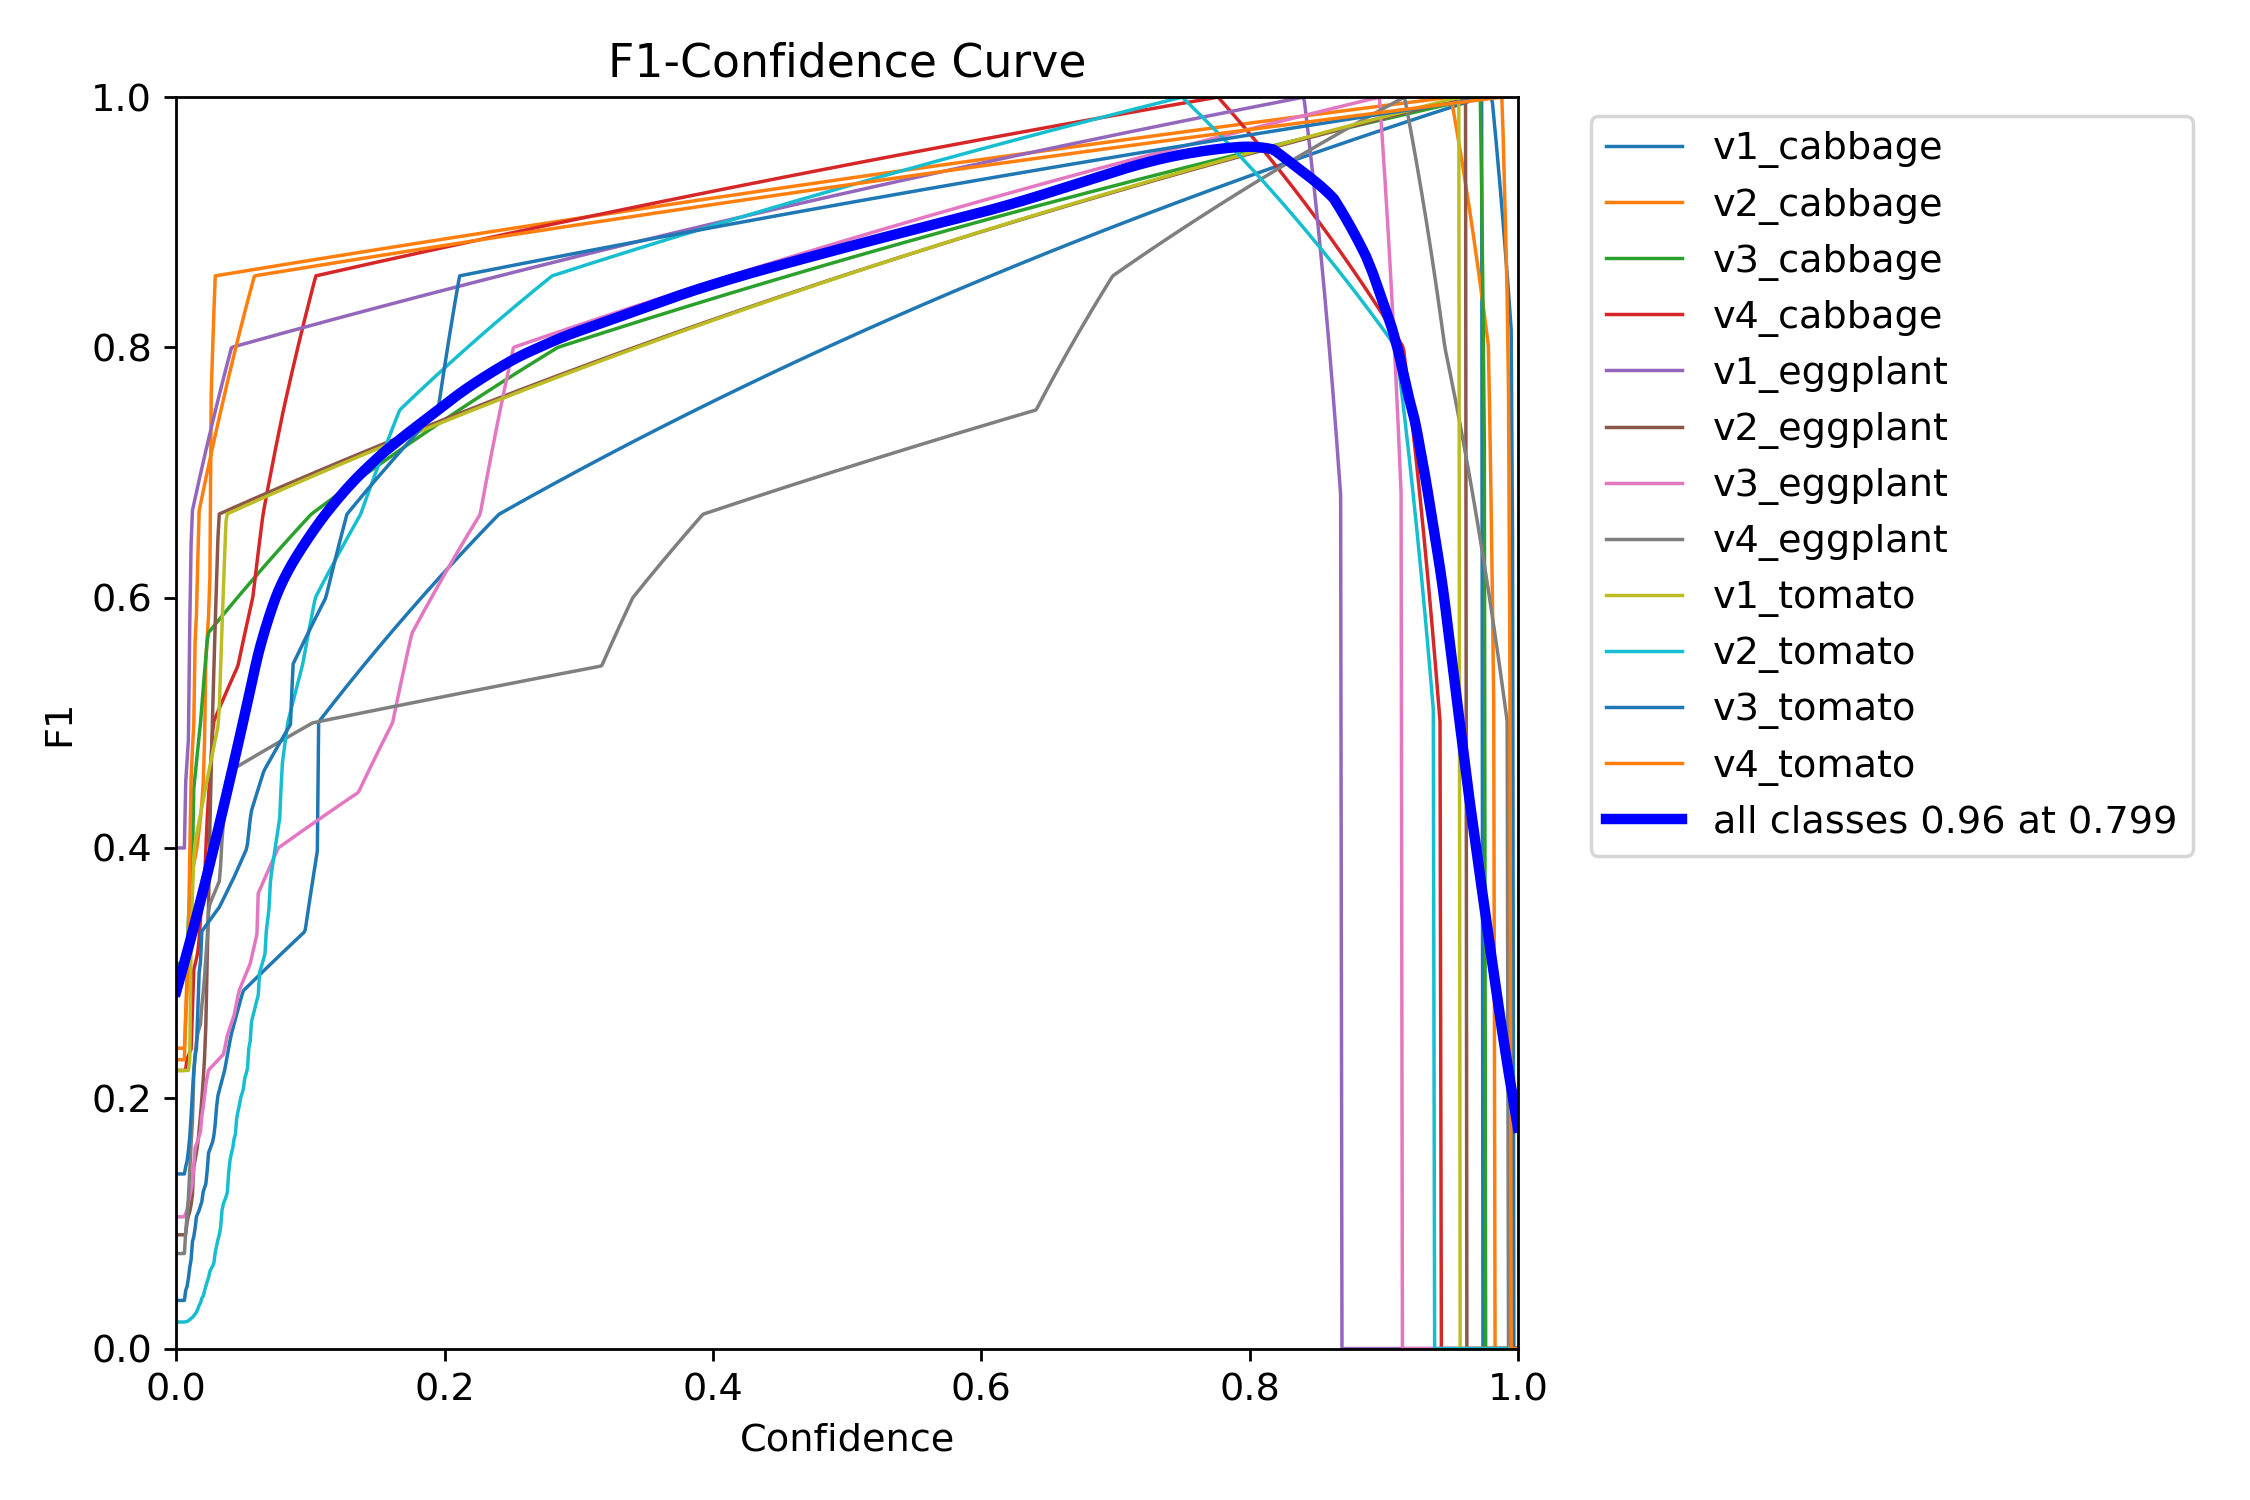 F1-Confidence Curve
1.0
0.8
0.6
0.4
0.2
0.0
F1
0.0 0.2 0.4 0.6 0.8 1.0
Confidence
v1_cabbage
v2_cabbage
v3_cabbage
v4_cabbage
v1_eggplant
v2_eggplant
v3_eggplant
v4_eggplant
v1_tomato
v2_tomato
v3_tomato
v4_tomato
all classes 0.96 at 0.799